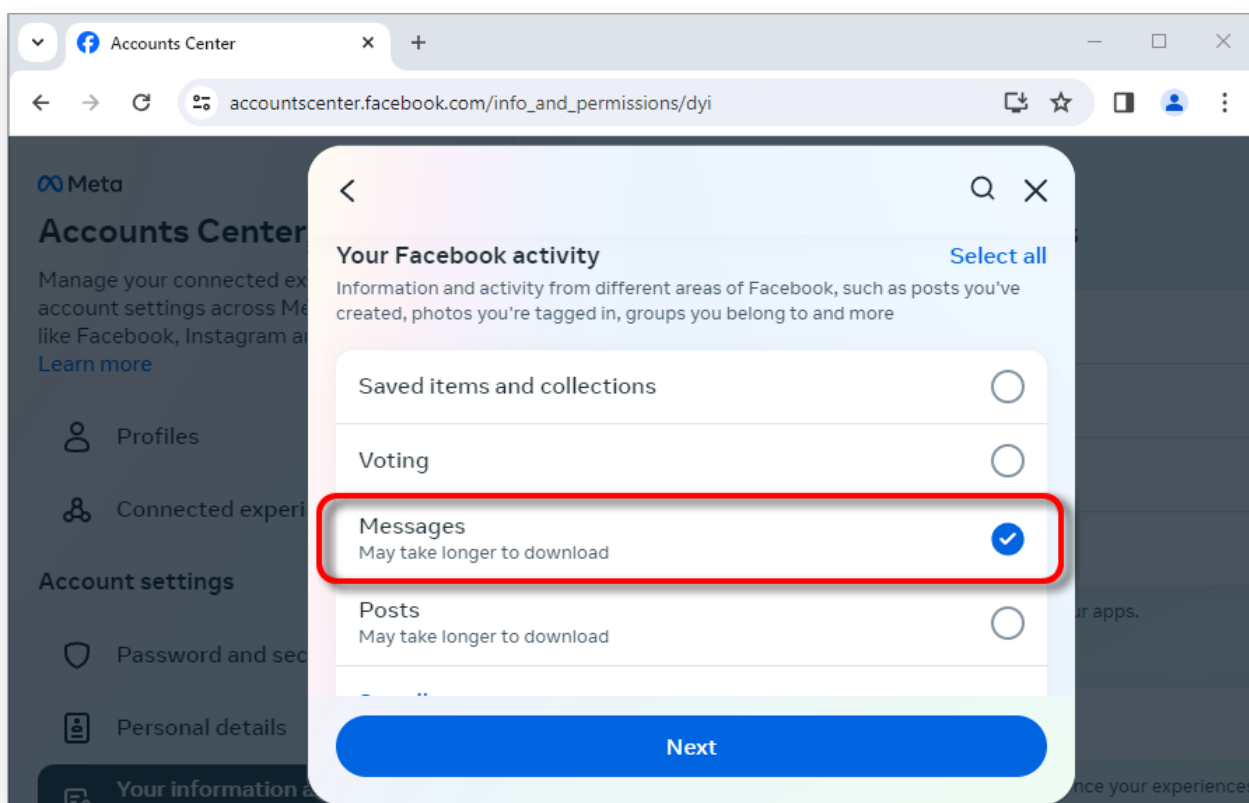 Accounts Center
accountscenter.facebook.com/info_and_permissions/dyi
Meta
Accounts Center
Manage your connected ex
account settings across Me
like Facebook, Instagram a
Learn more
Profiles
Connected experi
Account settings
Password and sec
Personal details
Your information a
Your Facebook activity
Select all
Information and activity from different areas of Facebook, such as posts you've
created, photos you're tagged in, groups you belong to and more
Saved items and collections
Voting
Messages
May take longer to download
Posts
May take longer to download
Next
ur apps.
nce your experience